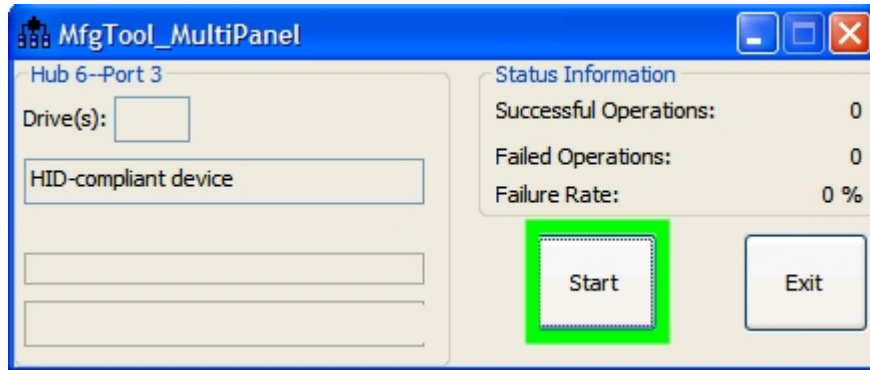 MfgTool_MultiPanel
Hub 6--Port 3
Drive(s):
HID-compliant device
Status Information
Successful Operations: 0
Failed Operations: 0
Failure Rate: 0 %
Start
Exit